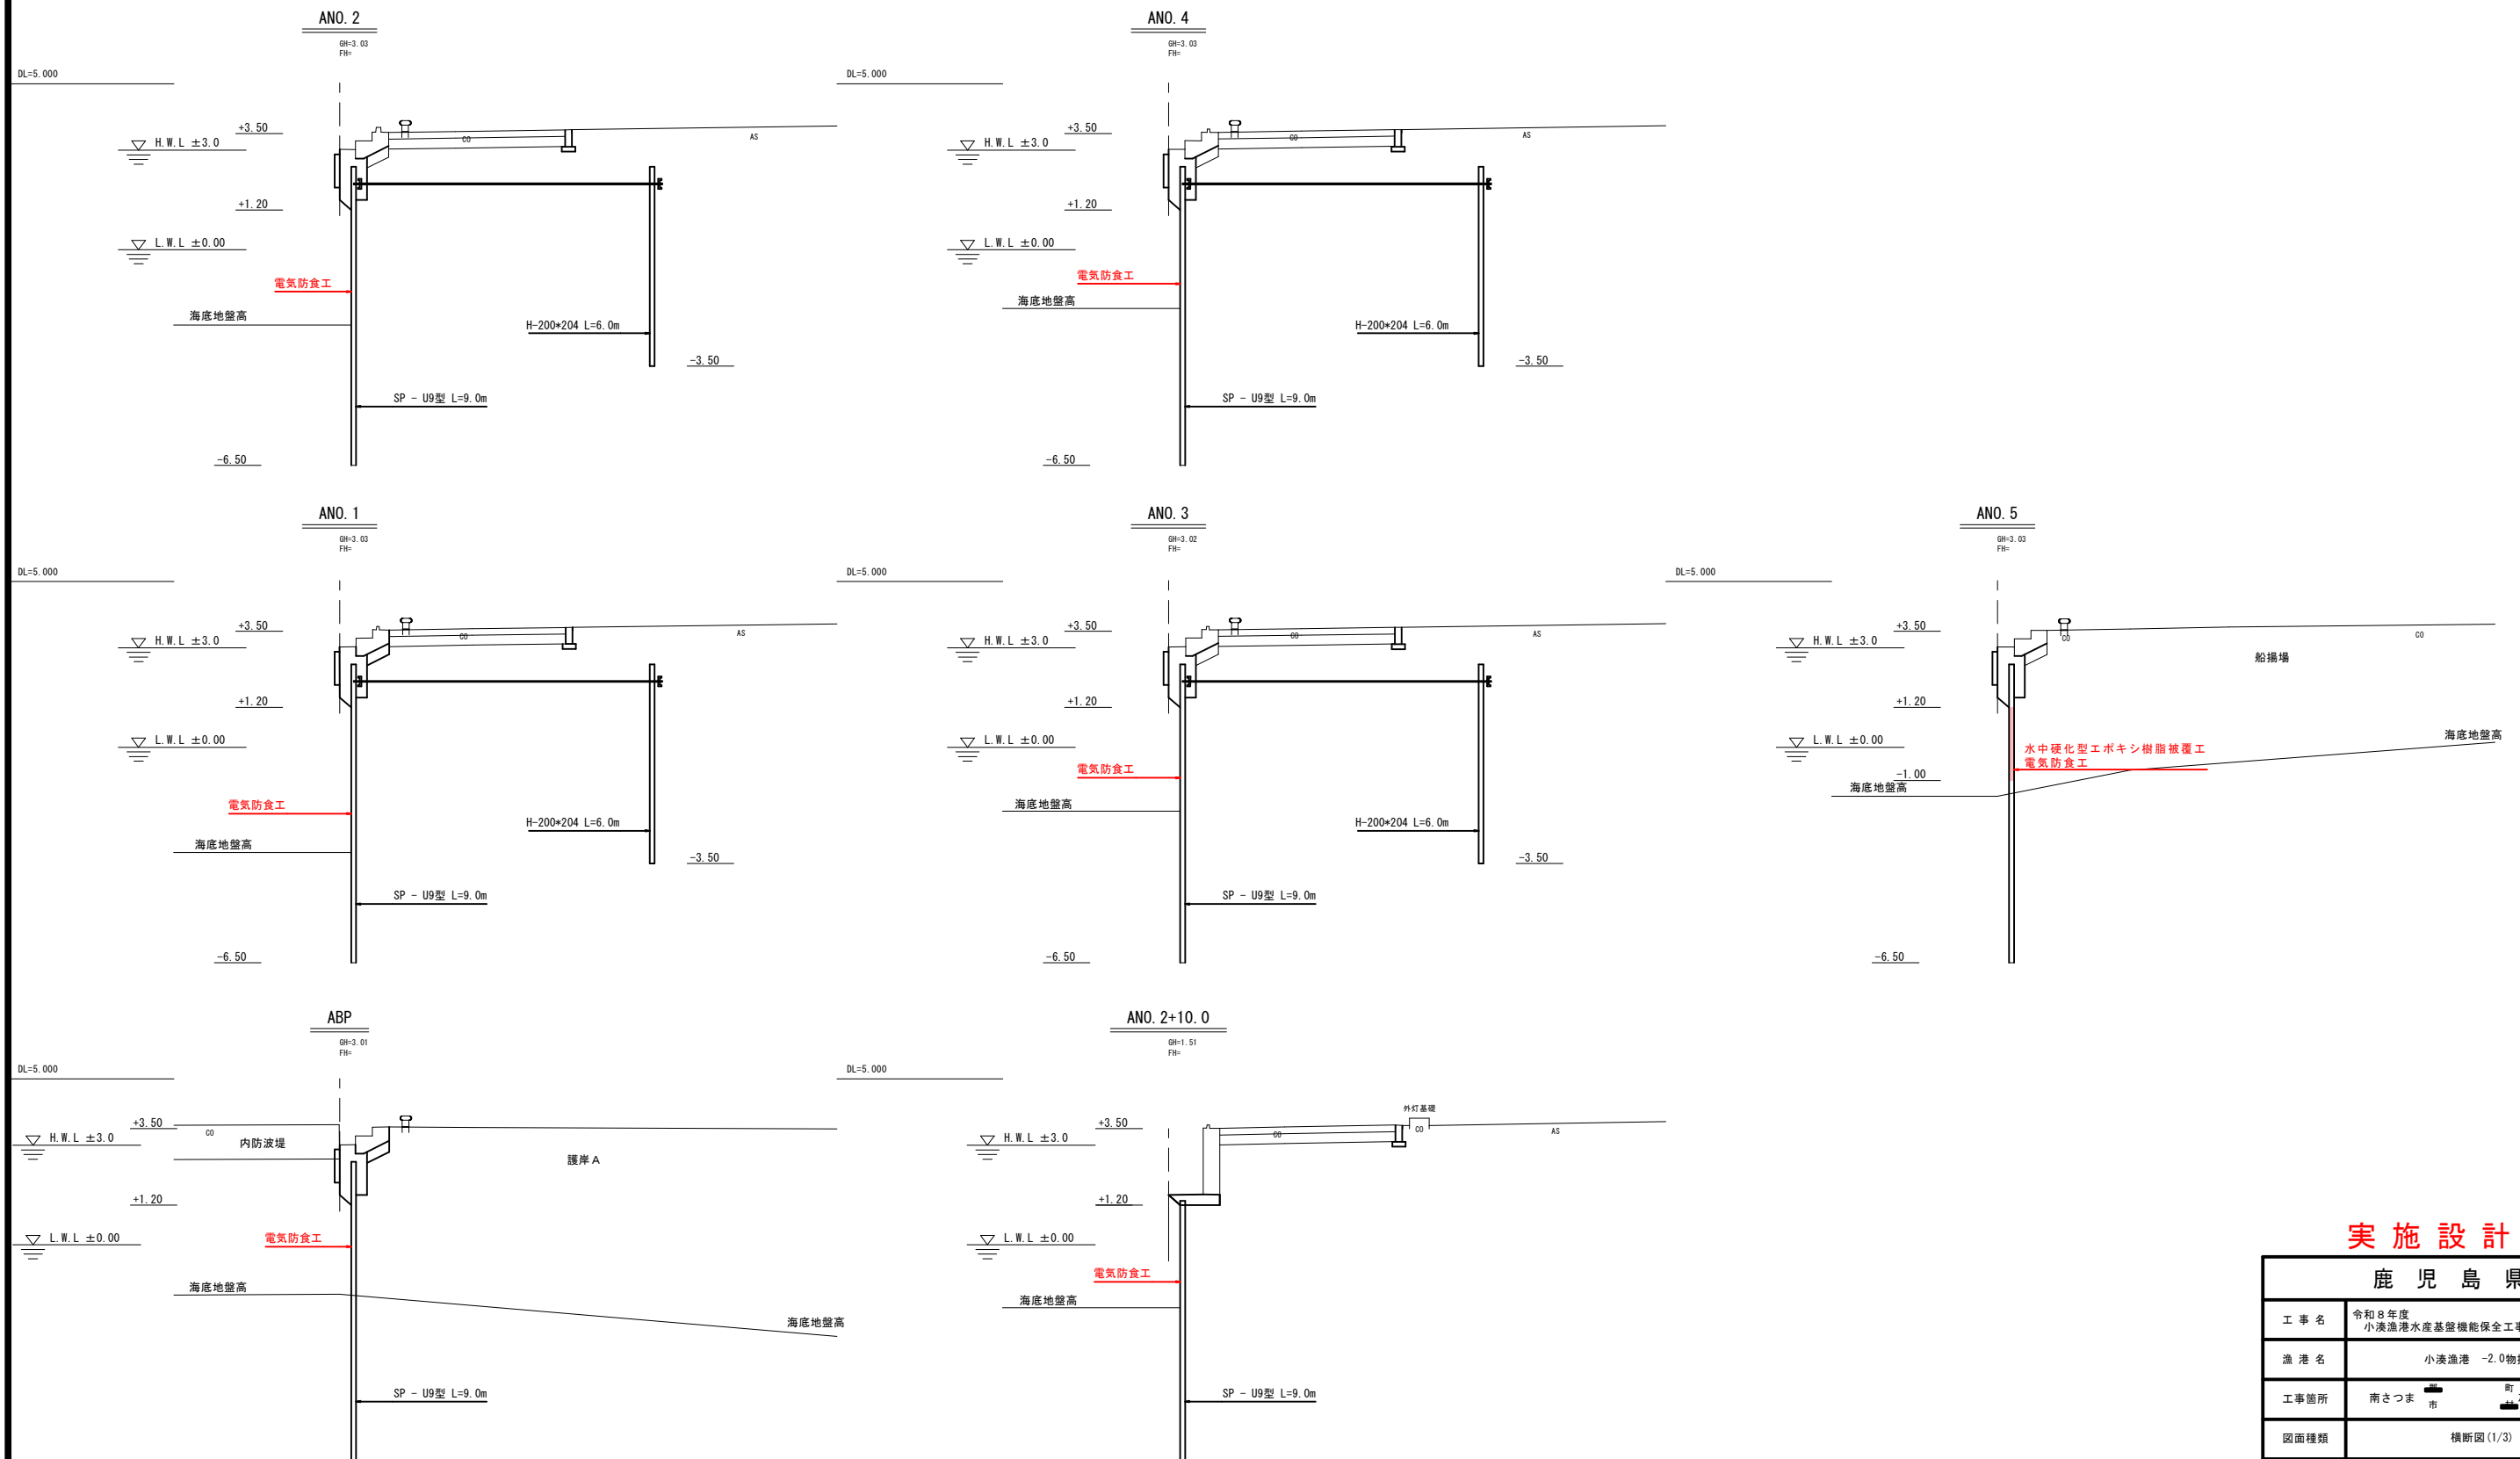 ANO. 2
GH=3.03
FH=
DL=5.000
+3.50
H.W.L ±3.0
CO
AS
+1.20
L.W.L ±0.00
電気防食工
海底地盤高
H-200*204 L=6.0m
-3.50
SP - U9型 L=9.0m
-6.50
ANO. 4
GH=3.03
FH=
DL=5.000
+3.50
H.W.L ±3.0
CO
AS
+1.20
L.W.L ±0.00
電気防食工
海底地盤高
H-200*204 L=6.0m
-3.50
SP - U9型 L=9.0m
-6.50
ANO. 1
GH=3.03
FH=
DL=5.000
+3.50
H.W.L ±3.0
CO
AS
+1.20
L.W.L ±0.00
電気防食工
海底地盤高
H-200*204 L=6.0m
-3.50
SP - U9型 L=9.0m
-6.50
ANO. 3
GH=3.02
FH=
DL=5.000
+3.50
H.W.L ±3.0
CO
AS
+1.20
L.W.L ±0.00
電気防食工
海底地盤高
H-200*204 L=6.0m
-3.50
SP - U9型 L=9.0m
-6.50
ANO. 5
GH=3.03
FH=
DL=5.000
+3.50
H.W.L ±3.0
CO
CO
船揚場
+1.20
L.W.L ±0.00
海底地盤高
水中硬化型エポキシ樹脂被覆工
電気防食工
-1.00
海底地盤高
-6.50
ABP
GH=3.01
FH=
DL=5.000
+3.50
CO
H.W.L ±3.0
内防波堤
護岸A
+1.20
L.W.L ±0.00
電気防食工
海底地盤高
海底地盤高
SP - U9型 L=9.0m
ANO. 2+10.0
GH=1.51
FH=
DL=5.000
外灯基礎
+3.50
H.W.L ±3.0
CO
CO
AS
+1.20
L.W.L ±0.00
電気防食工
海底地盤高
SP - U9型 L=9.0m
実施設計
鹿児島県
工事名
令和8年度
小湊漁港水産基盤機能保全工事
漁港名
小湊漁港 -2.0物揚
工事箇所
南さつま
市
町
図面種類
横断図(1/3)